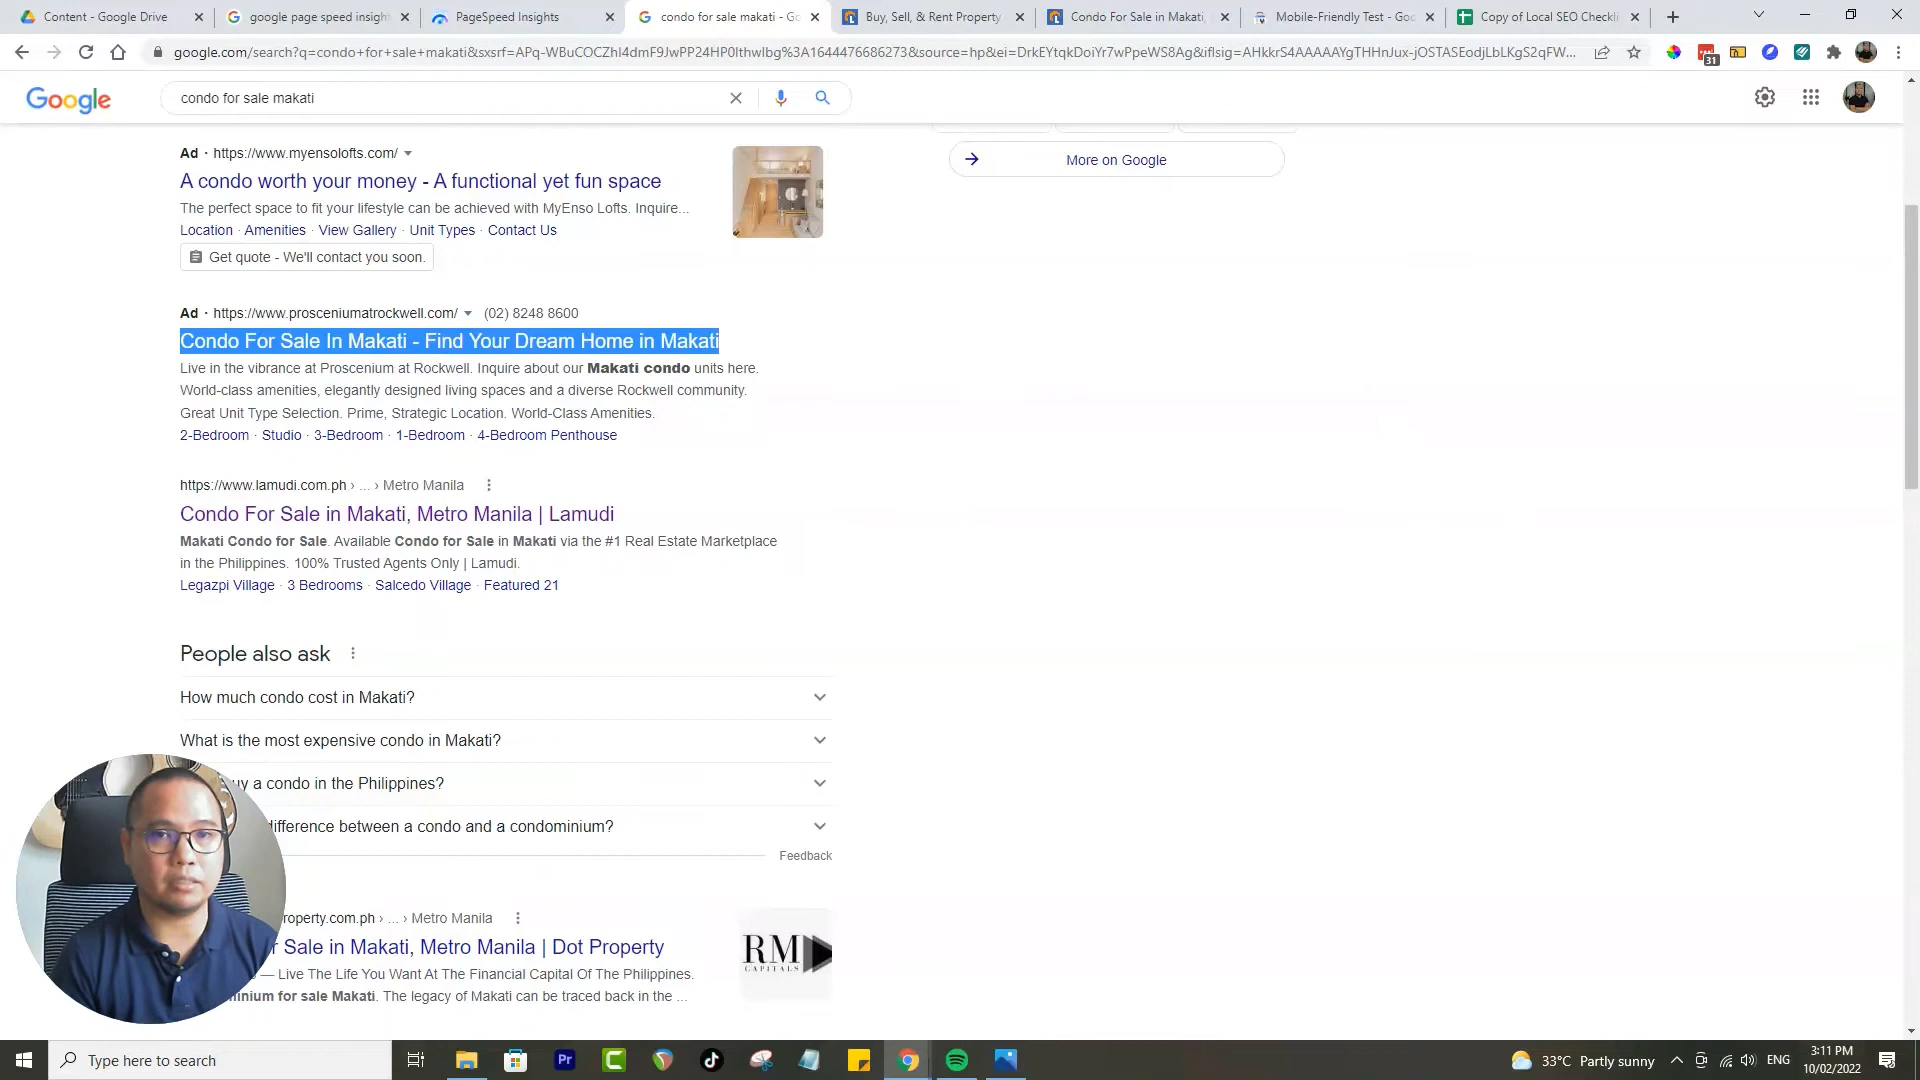 Content - Google Drive
google page speed insigh
PageSpeed Insights
condo for sale makati - Go
Buy, Sell, & Rent Property
Condo For Sale in Makati,
Mobile-Friendly Test - Goo
Copy of Local SEO Checkli
google.com/search?q=condo+for+sale+makati&sxsrf=APq-WBuCOCZhI4dmF9JwPP24HP0lthwlbg%3A1644476686273&source=hp&ei=DrkEYtqkDoiYr7wPpeWS8Ag&iflsig=AHkkrS4AAAAAYgTHHnJux-jOSTASEodjLbLKgS2qFW...
31
Google
condo for sale makati
Ad · https://www.myensolofts.com/
A condo worth your money - A functional yet fun space
The perfect space to fit your lifestyle can be achieved with MyEnso Lofts. Inquire...
Location · Amenities · View Gallery · Unit Types · Contact Us
Get quote - We'll contact you soon.
More on Google
Ad · https://www.prosceniumatrockwell.com/ (02) 8248 8600
Condo For Sale In Makati - Find Your Dream Home in Makati
Live in the vibrance at Proscenium at Rockwell. Inquire about our Makati condo units here.
World-class amenities, elegantly designed living spaces and a diverse Rockwell community.
Great Unit Type Selection. Prime, Strategic Location. World-Class Amenities.
2-Bedroom · Studio · 3-Bedroom · 1-Bedroom · 4-Bedroom Penthouse
https://www.lamudi.com.ph › ... › Metro Manila
Condo For Sale in Makati, Metro Manila | Lamudi
Makati Condo for Sale. Available Condo for Sale in Makati via the #1 Real Estate Marketplace
in the Philippines. 100% Trusted Agents Only | Lamudi.
Legazpi Village · 3 Bedrooms · Salcedo Village · Featured 21
People also ask
How much condo cost in Makati?
What is the most expensive condo in Makati?
uy a condo in the Philippines?
difference between a condo and a condominium?
Feedback
roperty.com.ph › ... › Metro Manila
r Sale in Makati, Metro Manila | Dot Property
— Live The Life You Want At The Financial Capital Of The Philippines.
inium for sale Makati. The legacy of Makati can be traced back in the ...
RM
CAPITALS
Type here to search
Pr
33°C Partly sunny
ENG
3:11 PM
10/02/2022